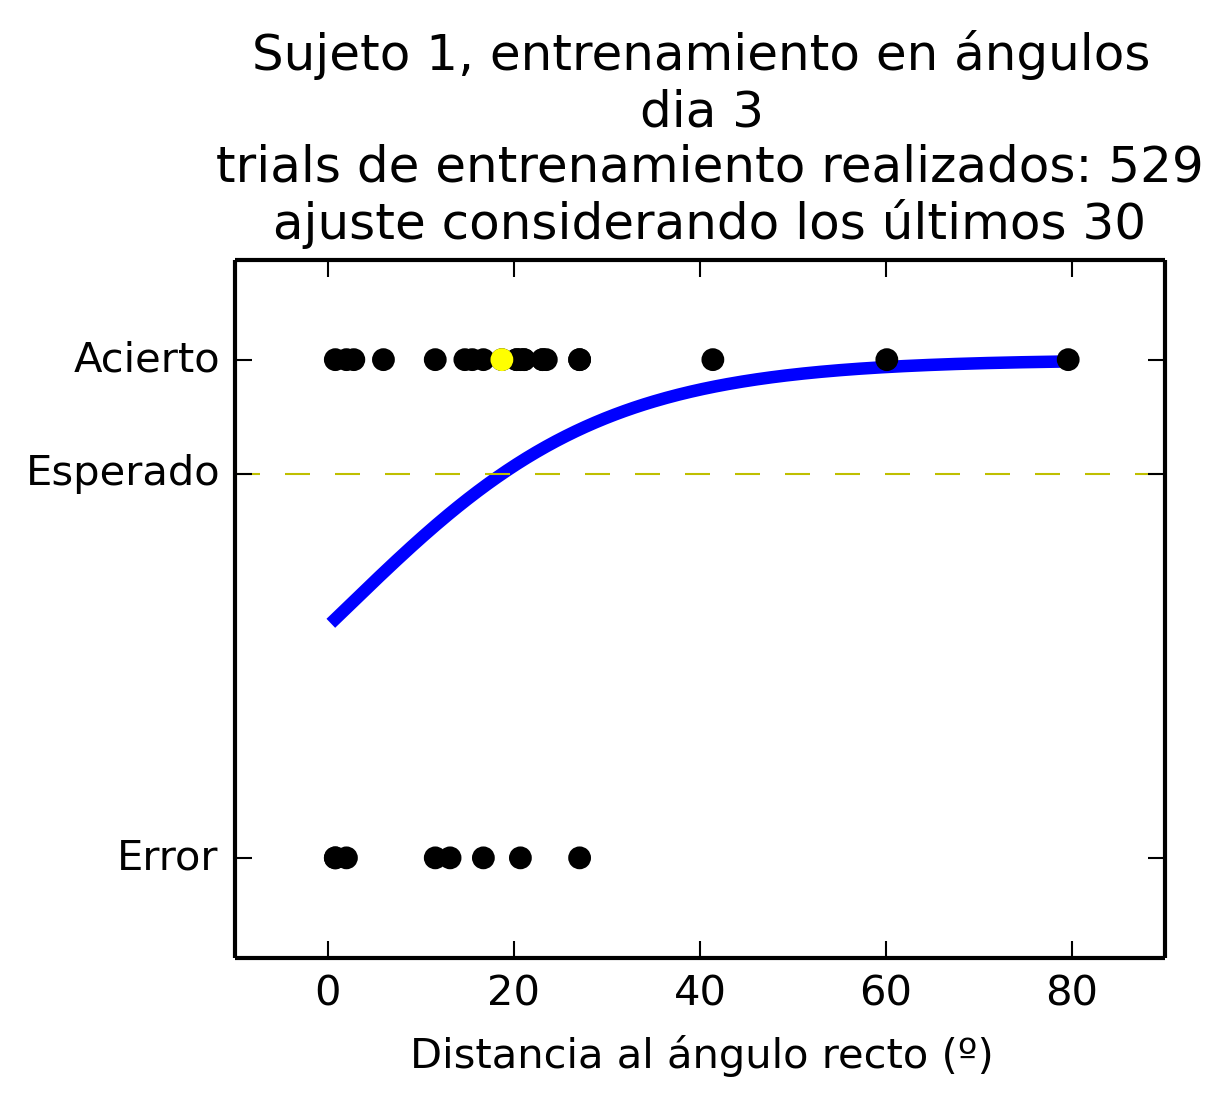 Sujeto 1, entrenamiento en ángulos
dia 3
trials de entrenamiento realizados: 529
ajuste considerando los últimos 30
Acierto
Esperado
Error
0 20 40 60 80
Distancia al ángulo recto (º)